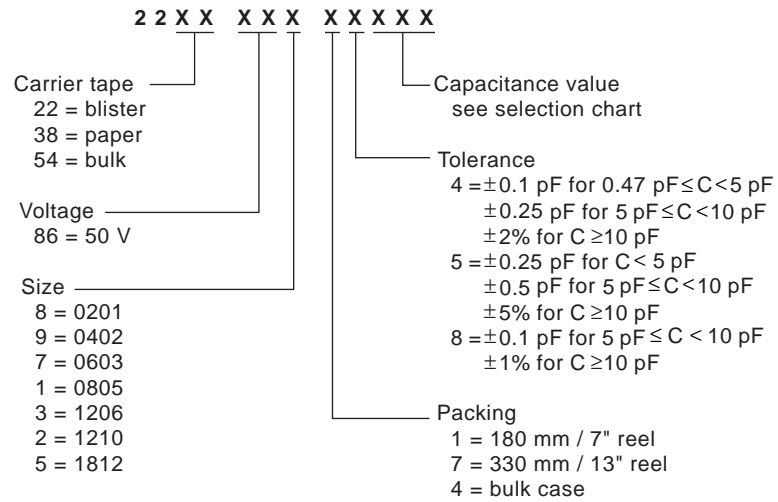 2 2 X X X X X X X X X X
Carrier tape
22 = blister
38 = paper
54 = bulk
Voltage
86 = 50 V
Size
8 = 0201
9 = 0402
7 = 0603
1 = 0805
3 = 1206
2 = 1210
5 = 1812
Capacitance value
see selection chart
Tolerance
4 = ±0.1 pF for 0.47 pF ≤ C < 5 pF
±0.25 pF for 5 pF ≤ C < 10 pF
±2% for C ≥10 pF
5 = ±0.25 pF for C < 5 pF
±0.5 pF for 5 pF ≤ C < 10 pF
±5% for C ≥10 pF
8 = ±0.1 pF for 5 pF ≤ C < 10 pF
±1% for C ≥10 pF
Packing
1 = 180 mm / 7" reel
7 = 330 mm / 13" reel
4 = bulk case